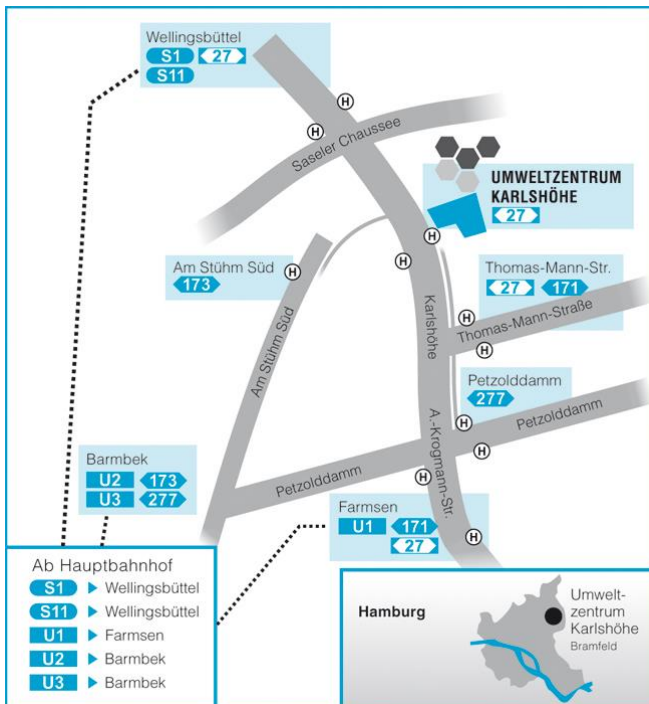 Wellingsbüttel
S1 27
S11
H
H
Saseler Chaussee
UMWELTZENTRUM
KARLSHÖHE
27
H
H
Am Stühm Süd
173
H
Thomas-Mann-Str.
27 171
H
H
Thomas-Mann-Straße
Karlshöhe
Am Stühm Süd
Petzolddamm
277
H
H
Petzolddamm
A.-Krogmann-Str.
Petzolddamm
H
Barmbek
U2 173
U3 277
Farmsen
U1 171
27
H
Ab Hauptbahnhof
S1 Wellingsbüttel
S11 Wellingsbüttel
U1 Farmsen
U2 Barmbek
U3 Barmbek
Hamburg
Umwelt-
zentrum
Karlshöhe
Bramfeld